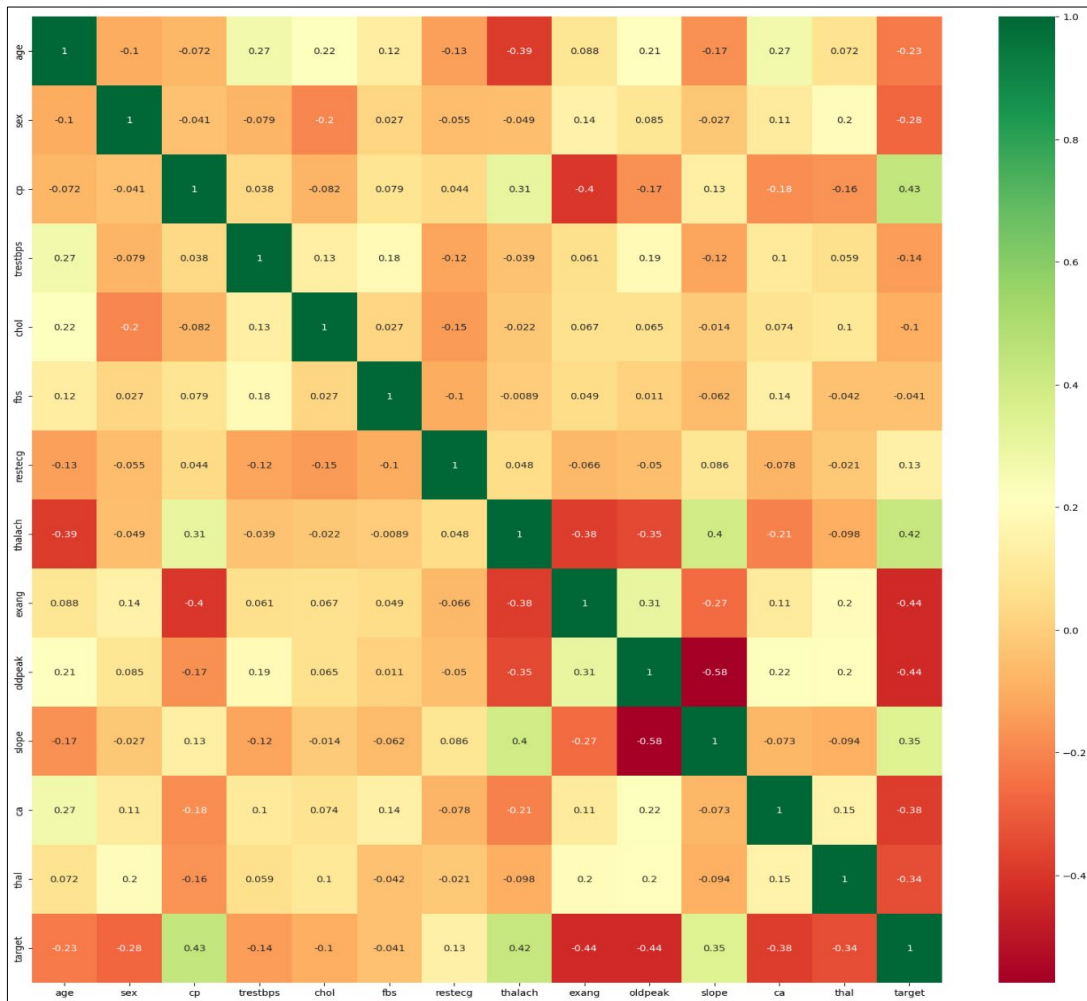 age 1 -0.1 -0.072 0.27 0.22 0.12 -0.13 -0.39 0.088 0.21 -0.17 0.27 0.072 -0.23
sex -0.1 1 -0.041 -0.079 -0.2 0.027 -0.055 -0.049 0.14 0.085 -0.027 0.11 0.2 -0.28
cp -0.072 -0.041 1 0.038 -0.082 0.079 0.044 0.31 -0.4 -0.17 0.13 -0.18 -0.16 0.43
trestbps 0.27 -0.079 0.038 1 0.13 0.18 -0.12 -0.039 0.061 0.19 -0.12 0.1 0.059 -0.14
chol 0.22 -0.2 -0.082 0.13 1 0.027 -0.15 -0.022 0.067 0.065 -0.014 0.074 0.1 -0.1
fbs 0.12 0.027 0.079 0.18 0.027 1 -0.1 -0.0089 0.049 0.011 -0.062 0.14 -0.042 -0.041
restecg -0.13 -0.055 0.044 -0.12 -0.15 -0.1 1 0.048 -0.066 -0.05 0.086 -0.078 -0.021 0.13
thalach -0.39 -0.049 0.31 -0.039 -0.022 -0.0089 0.048 1 -0.38 -0.35 0.4 -0.21 -0.098 0.42
exang 0.088 0.14 -0.4 0.061 0.067 0.049 -0.066 -0.38 1 0.31 -0.27 0.11 0.2 -0.44
oldpeak 0.21 0.085 -0.17 0.19 0.065 0.011 -0.05 -0.35 0.31 1 -0.58 0.22 0.2 -0.44
slope -0.17 -0.027 0.13 -0.12 -0.014 -0.062 0.086 0.4 -0.27 -0.58 1 -0.073 -0.094 0.35
ca 0.27 0.11 -0.18 0.1 0.074 0.14 -0.078 -0.21 0.11 0.22 -0.073 1 0.15 -0.38
thal 0.072 0.2 -0.16 0.059 0.1 -0.042 -0.021 -0.098 0.2 0.2 -0.094 0.15 1 -0.34
target -0.23 -0.28 0.43 -0.14 -0.1 -0.041 0.13 0.42 -0.44 -0.44 0.35 -0.38 -0.34 1
age sex cp trestbps chol fbs restecg thalach exang oldpeak slope ca thal target
1.0
0.8
0.6
0.4
0.2
0.0
−0.2
−0.4